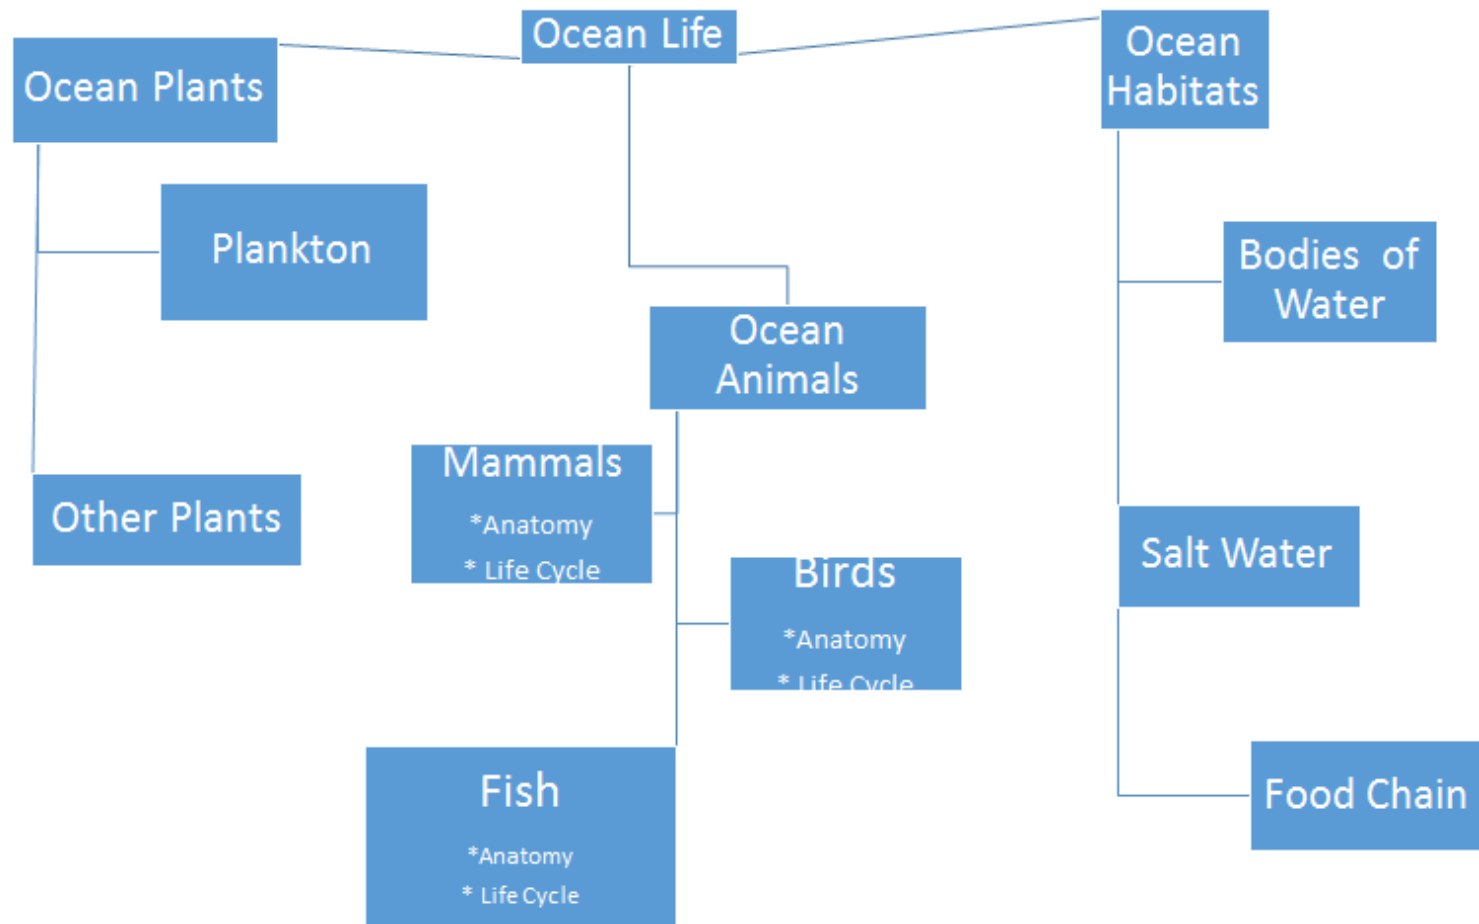 Ocean Life
Ocean Plants
Ocean
Habitats
Plankton
Bodies of
Water
Ocean
Animals
Mammals
*Anatomy
* Life Cycle
Other Plants
Salt Water
Birds
*Anatomy
* Life Cycle
Fish
*Anatomy
* Life Cycle
Food Chain